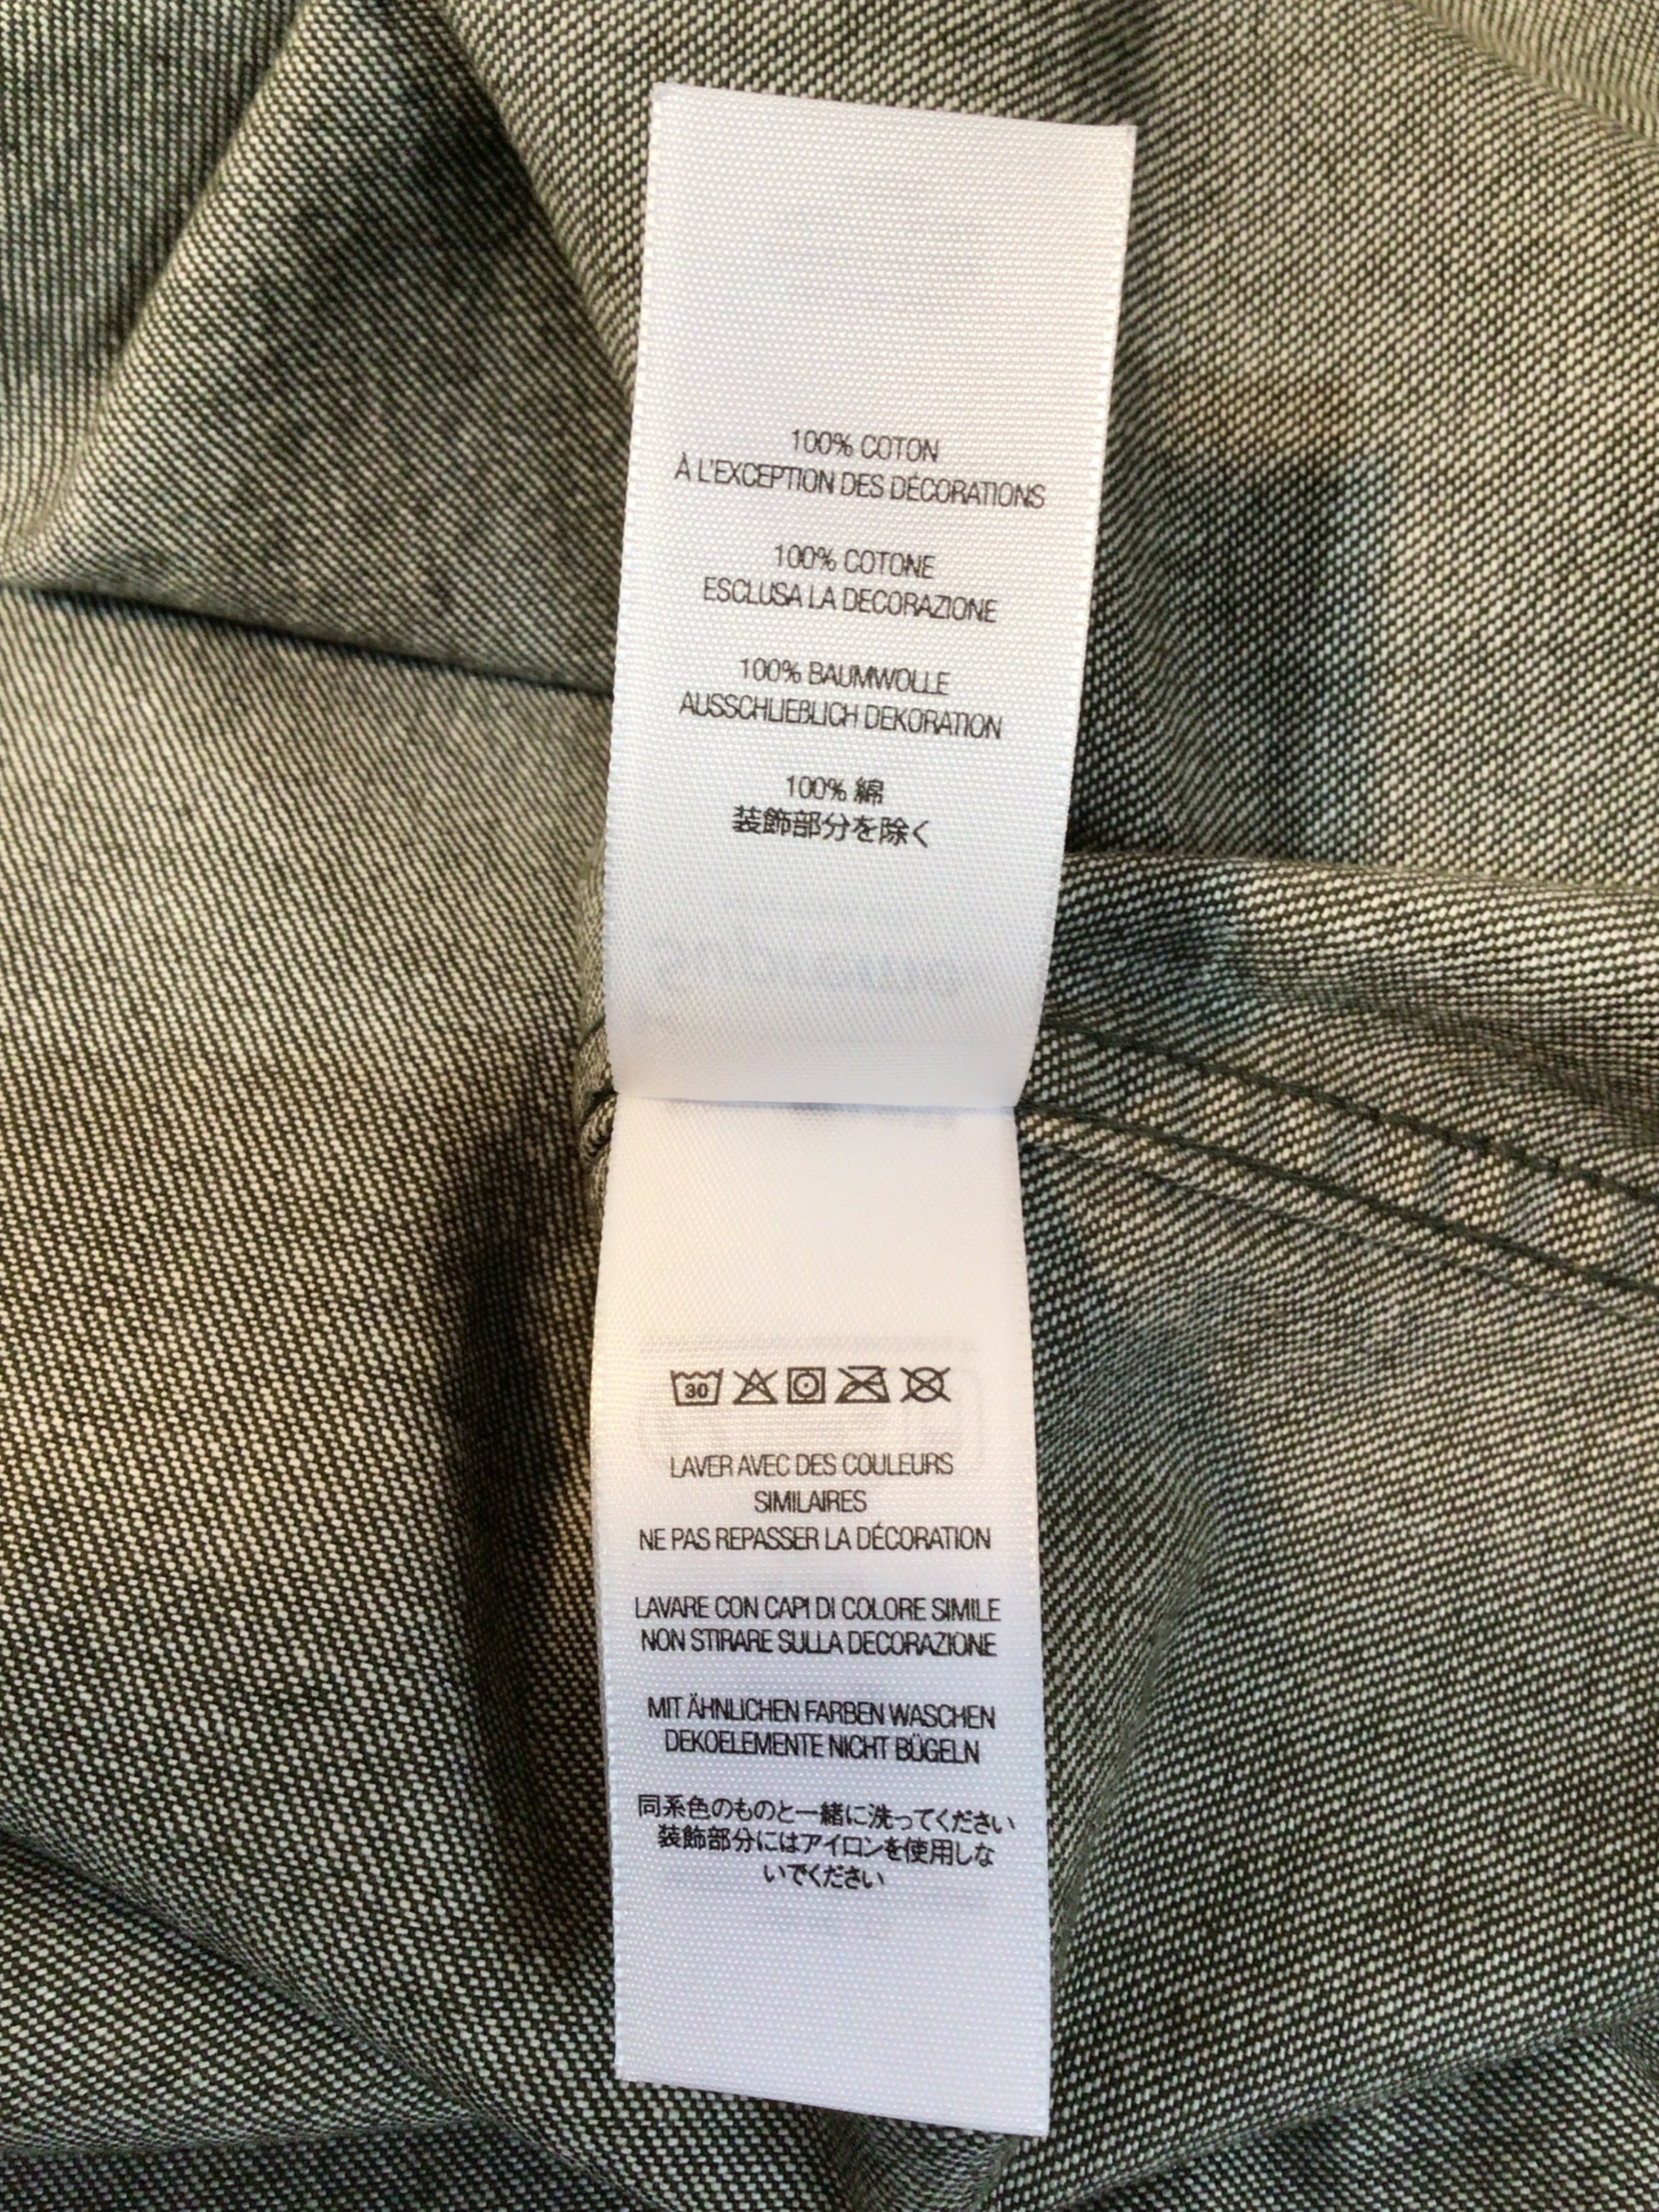 100% COTON
À L'EXCEPTION DES DÉCORATIONS
100% COTONE
ESCLUSA LA DECORAZIONE
100% BAUMWOLLE
AUSSCHLIEßLICH DEKORATION
100% 綿
装飾部分を除く
30
LAVER AVEC DES COULEURS
SIMILAIRES
NE PAS REPASSER LA DÉCORATION
LAVARE CON CAPI DI COLORE SIMILE
NON STIRARE SULLA DECORAZIONE
MIT ÄHNLICHEN FARBEN WASCHEN
DEKOELEMENTE NICHT BÜGELN
同系色のものと一緒に洗ってください
装飾部分にはアイロンを使用しな
いでください